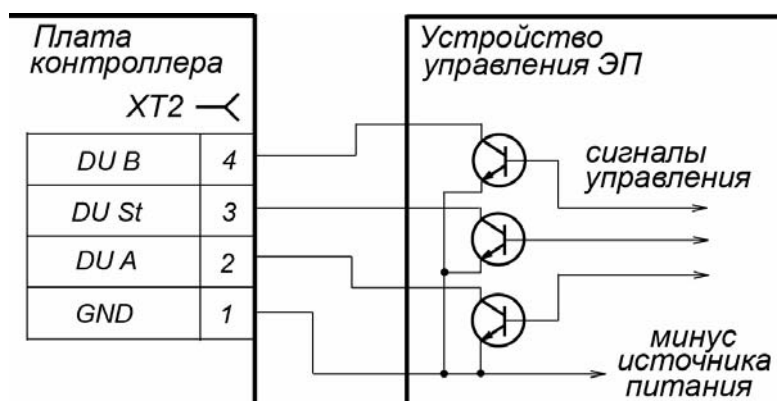 Плата
контроллера
XT2
DU B 4
DU St 3
DU A 2
GND 1
Устройство
управления ЭП
сигналы
управления
минус
источника
питания